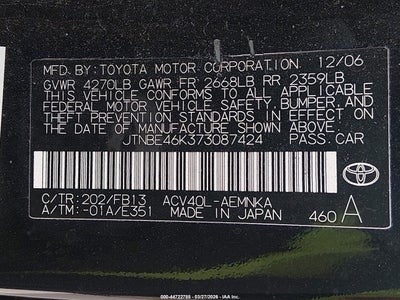 MFD.BY:TOYOTA MOTOR CORPORATION 12/06
GVWR 4270LB GAWR FR 2668LB RR 2359LB
THIS VEHICLE CONFORMS TO ALL APPLICABLE
FEDERAL MOTOR VEHICLE SAFETY, BUMPER, AND
THEFT PREVENTION STANDARDS IN EFFECT ON
THE DATE OF MANUFACTURE SHOWN ABOVE.
JTNBE46K373087424 PASS.CAR
C/TR:202/FB13 ACV40L-AEMNKA
A/TM:-01A/E351 MADE IN JAPAN 460 A
TOYOTA
000-44722788 - 03/27/2026 - IAA Inc.